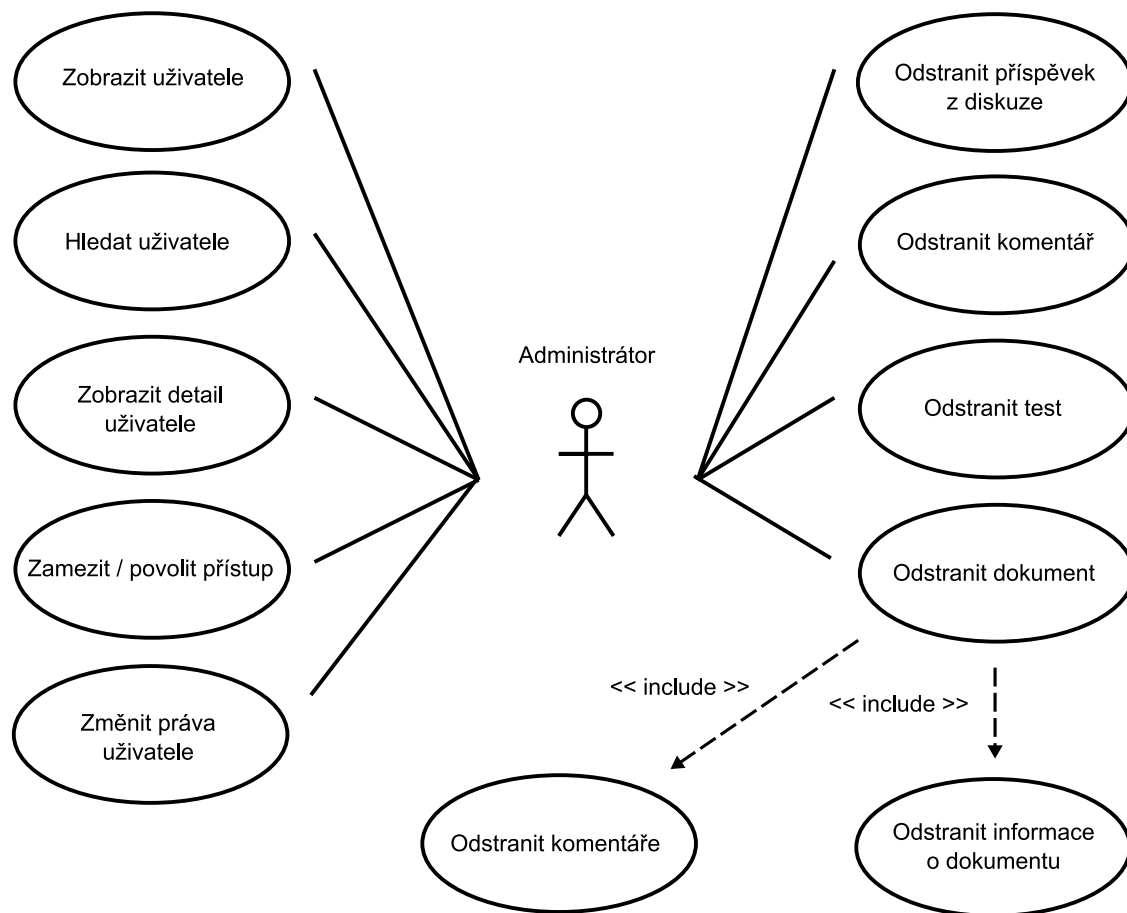 Zobrazit uživatele
Hledat uživatele
Zobrazit detail
uživatele
Zamezit / povolit přístup
Změnit práva
uživatele
Administrátor
Odstranit příspěvek
z diskuze
Odstranit komentář
Odstranit test
Odstranit dokument
<< include >>
<< include >>
Odstranit komentáře
Odstranit informace
o dokumentu